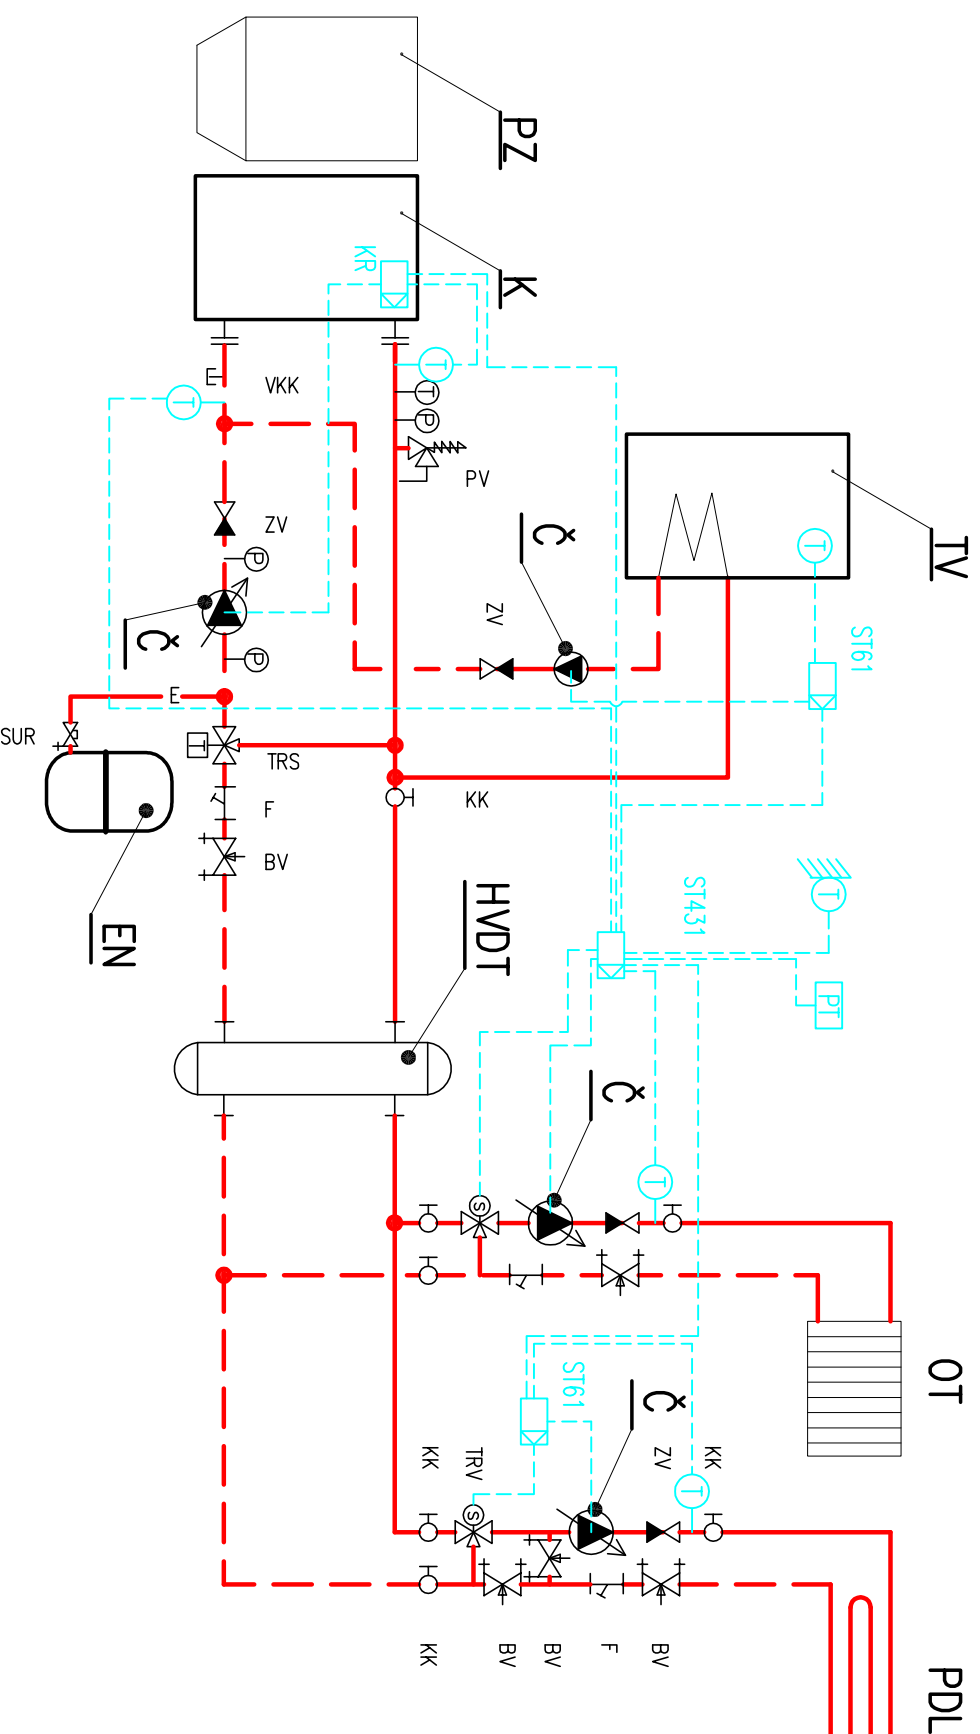 PZ
K
KR
T
T
P
VKK
T
PV
ZV
P
Č
P
E
SUR
TRS
F
BV
EN
TV
T
ST61
Č
ZV
KK
HVDT
ST431
T
PT
Č
T
S
OT
ST61
Č
KK
TRV
ZV
KK
T
S
KK
BV
BV
F
BV
PDL